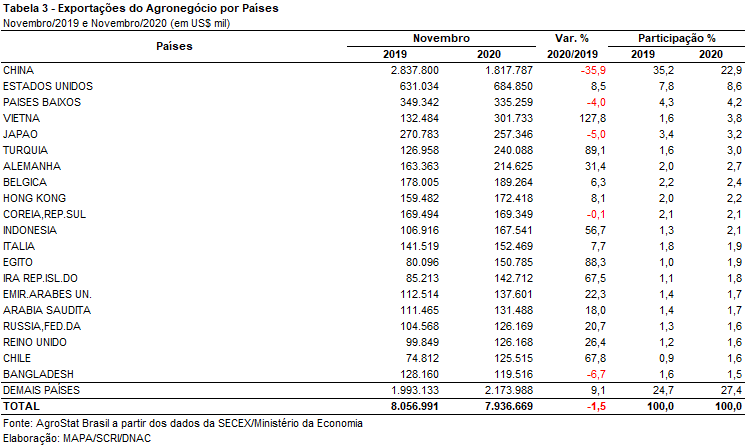 Tabela 3 - Exportações do Agronegócio por Países
Novembro/2019 e Novembro/2020 (em US$ mil)
Países Novembro Var. % Participação %
2019 2020 2020/2019 2019 2020
CHINA 2.837.800 1.817.787 -35,9 35,2 22,9
ESTADOS UNIDOS 631.034 684.850 8,5 7,8 8,6
PAISES BAIXOS 349.342 335.259 -4,0 4,3 4,2
VIETNA 132.484 301.733 127,8 1,6 3,8
JAPAO 270.783 257.346 -5,0 3,4 3,2
TURQUIA 126.958 240.088 89,1 1,6 3,0
ALEMANHA 163.363 214.625 31,4 2,0 2,7
BELGICA 178.005 189.264 6,3 2,2 2,4
HONG KONG 159.482 172.418 8,1 2,0 2,2
COREIA,REP.SUL 169.494 169.349 -0,1 2,1 2,1
INDONESIA 106.916 167.541 56,7 1,3 2,1
ITALIA 141.519 152.469 7,7 1,8 1,9
EGITO 80.096 150.785 88,3 1,0 1,9
IRA REP.ISL.DO 85.213 142.712 67,5 1,1 1,8
EMIR.ARABES UN. 112.514 137.601 22,3 1,4 1,7
ARABIA SAUDITA 111.465 131.488 18,0 1,4 1,7
RUSSIA,FED.DA 104.568 126.169 20,7 1,3 1,6
REINO UNIDO 99.849 126.168 26,4 1,2 1,6
CHILE 74.812 125.515 67,8 0,9 1,6
BANGLADESH 128.160 119.516 -6,7 1,6 1,5
DEMAIS PAÍSES 1.993.133 2.173.988 9,1 24,7 27,4
TOTAL 8.056.991 7.936.669 -1,5 100,0 100,0
Fonte: AgroStat Brasil a partir dos dados da SECEX/Ministério da Economia
Elaboração: MAPA/SCRI/DNAC